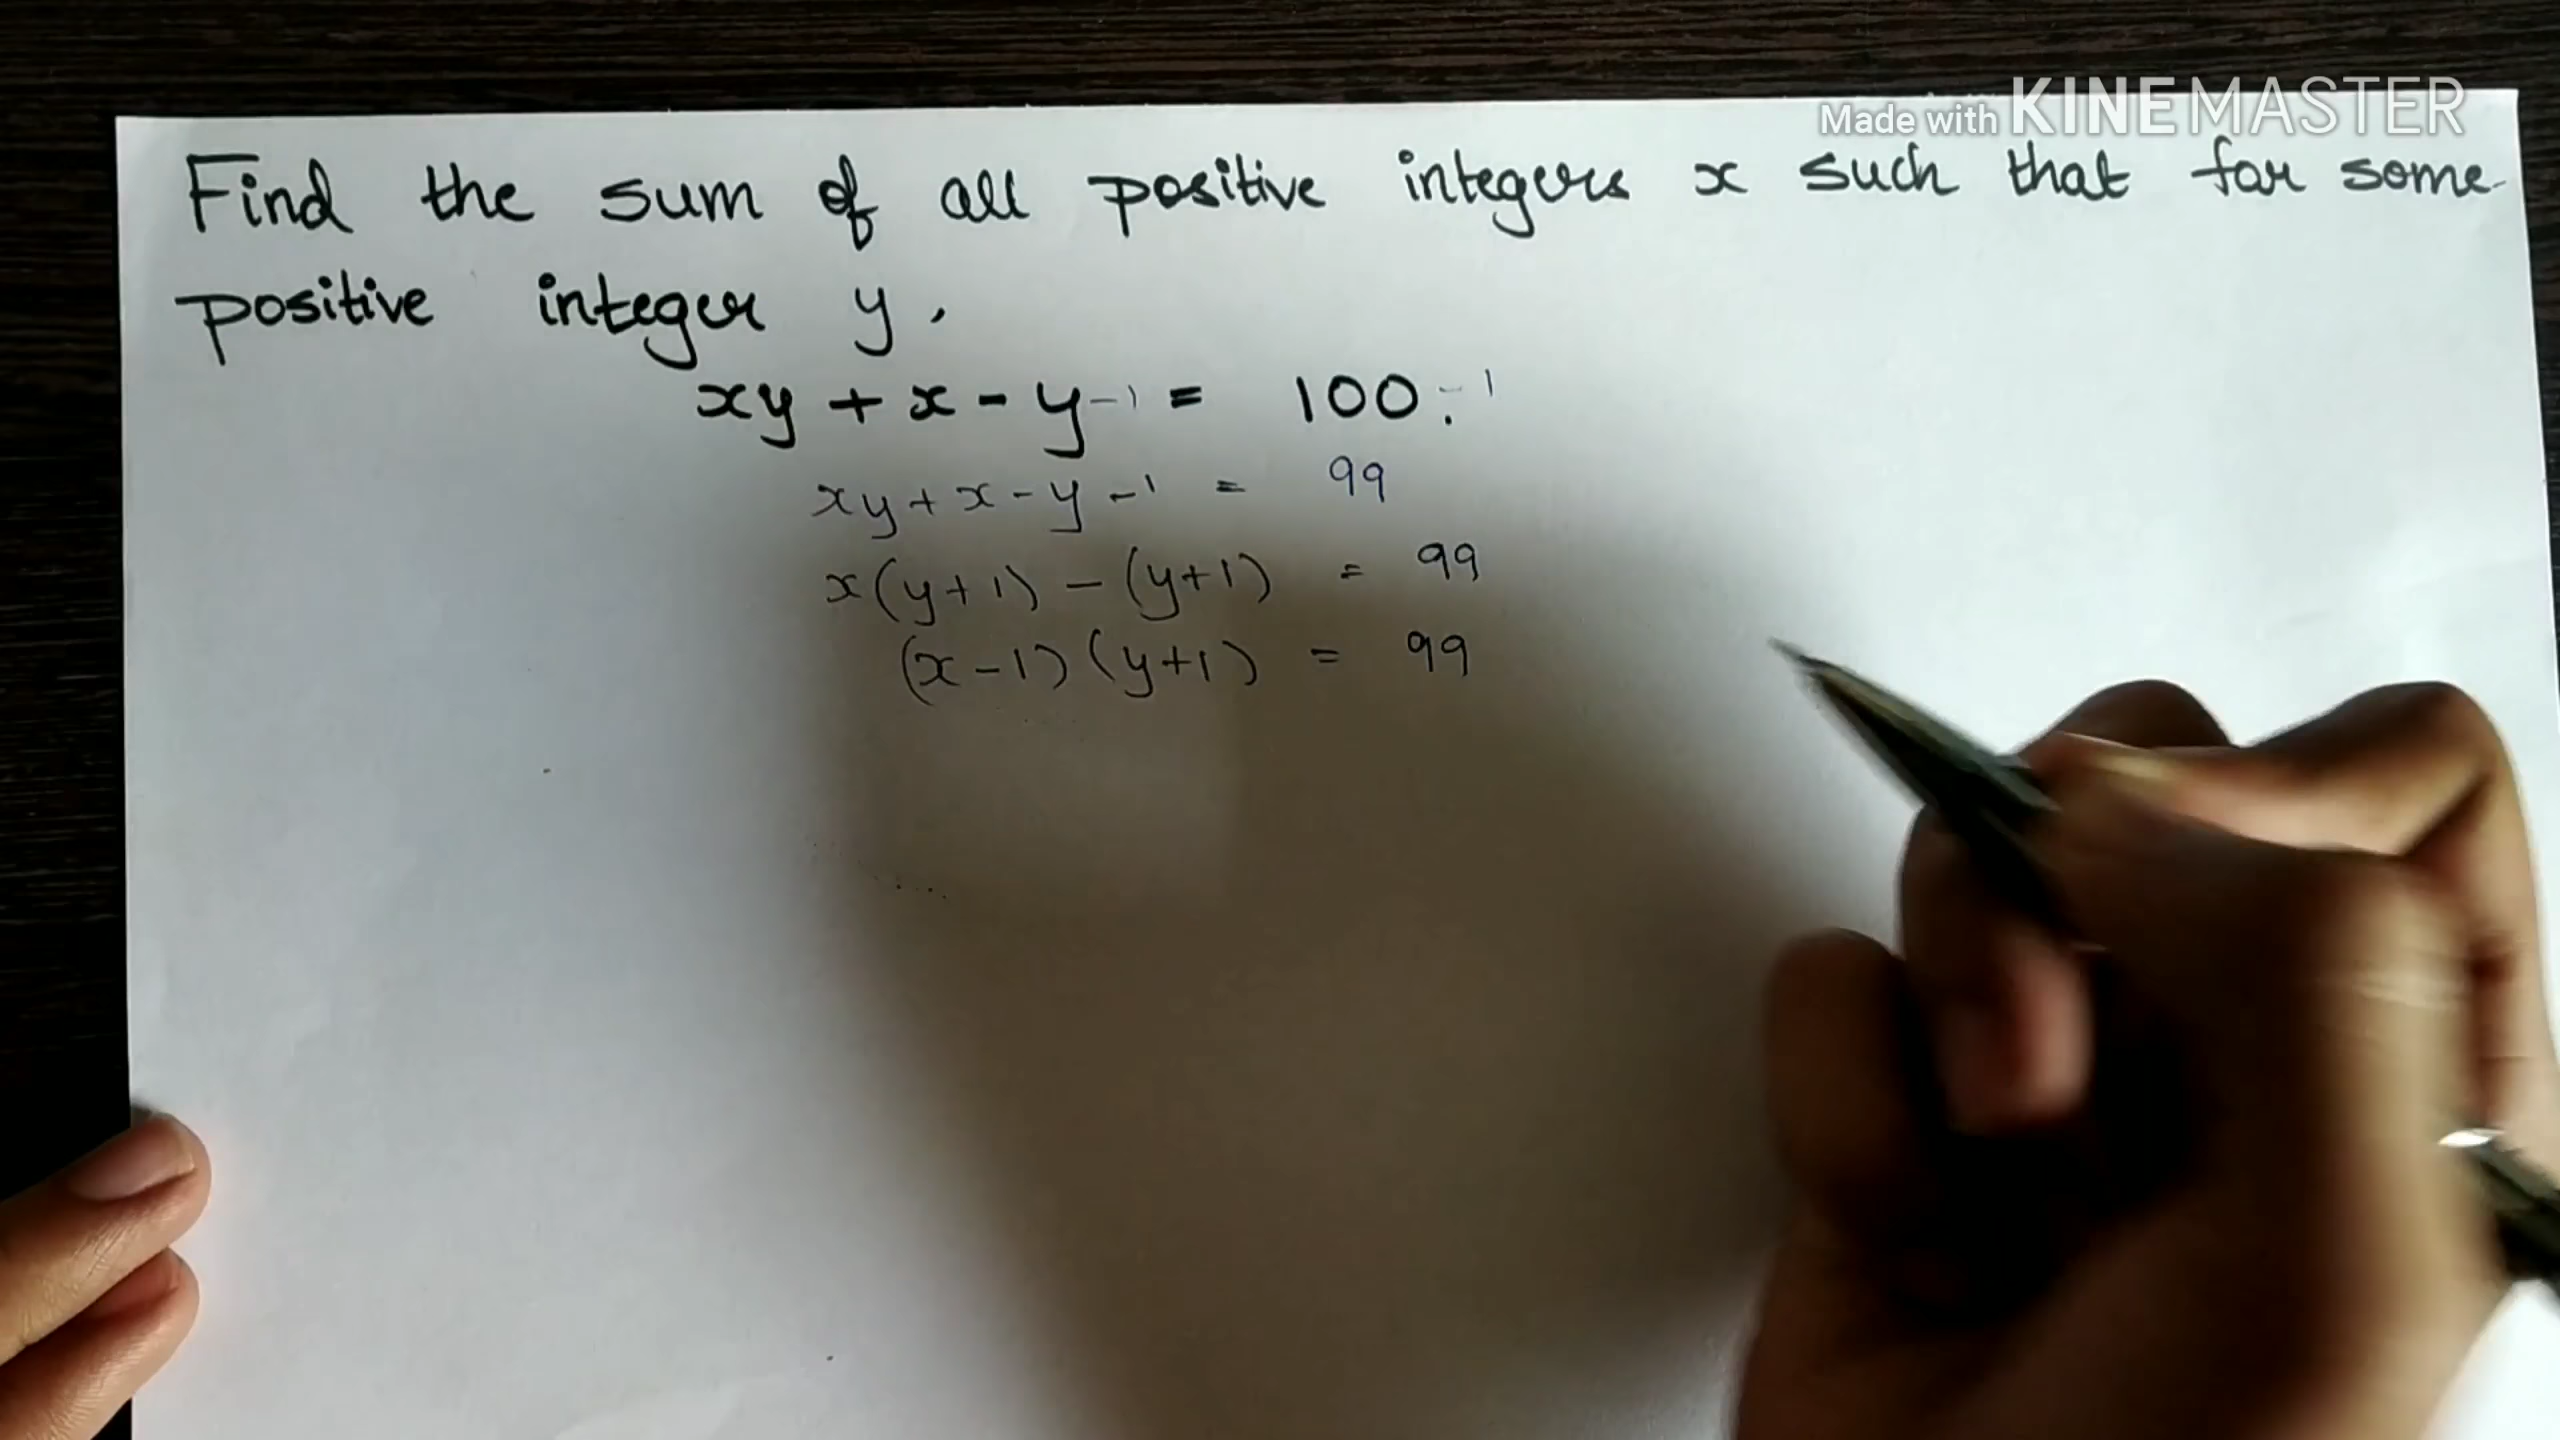 Made with KINEMASTER
Find the sum of all positive integers x such that for some
positive integer y,
xy + x - y - 1 = 100. - 1
xy + x - y - 1 = 99
x(y+1) - (y+1) = 99
(x-1)(y+1) = 99